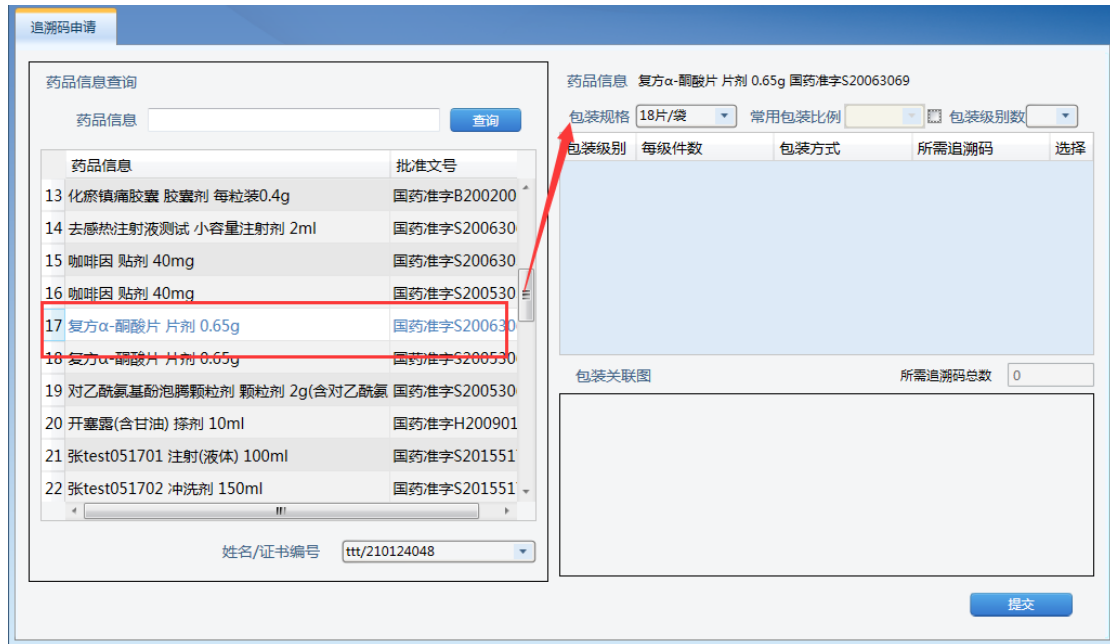 追溯码申请
药品信息查询
药品信息
查询
药品信息 批准文号
13 化瘀镇痛胶囊 胶囊剂 每粒装0.4g 国药准字B200200
14 去感热注射液测试 小容量注射剂 2ml 国药准字S200630
15 咖啡因 贴剂 40mg 国药准字S200630
16 咖啡因 贴剂 40mg 国药准字S200530
17 复方α-酮酸片 片剂 0.65g 国药准字S200630
18 复方α-酮酸片 片剂 0.65g 国药准字S200530
19 对乙酰氨基酚泡腾颗粒剂 颗粒剂 2g(含对乙酰氨 国药准字S200530
20 开塞露(含甘油) 搽剂 10ml 国药准字H200901
21 张test051701 注射(液体) 100ml 国药准字S201551
22 张test051702 冲洗剂 150ml 国药准字S201551
姓名/证书编号 ttt/210124048
药品信息 复方α-酮酸片 片剂 0.65g 国药准字S20063069
包装规格 18片/袋 常用包装比例 包装级别数
包装级别 每级件数 包装方式 所需追溯码 选择
包装关联图 所需追溯码总数 0
提交